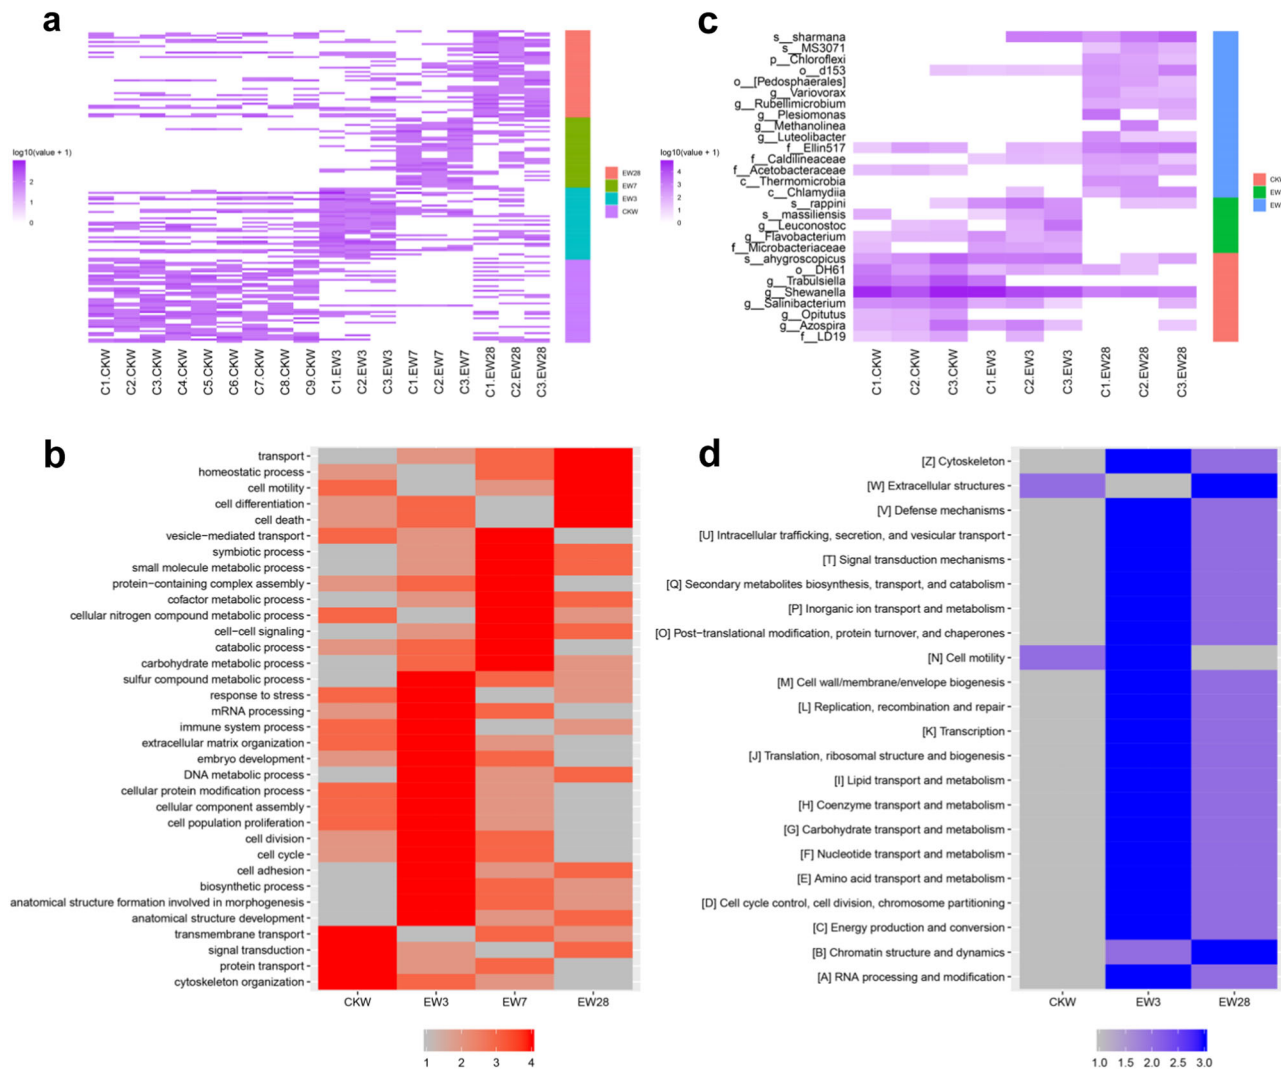 a
log10(value + 1)
2
1
0
EW28
EW7
EW3
CKW
C1.CKW
C2.CKW
C3.CKW
C4.CKW
C5.CKW
C6.CKW
C7.CKW
C8.CKW
C9.CKW
C1.EW3
C2.EW3
C3.EW3
C1.EW7
C2.EW7
C3.EW7
C1.EW28
C2.EW28
C3.EW28
c
s__sharmana
s__MS3071
p__Chloroflexi
o__d153
o__[Pedosphaerales]
g__Variovorax
g__Rubellimicrobium
g__Plesiomonas
g__Methanolinea
g__Luteolibacter
f__Ellin517
f__Caldilineaceae
f__Acetobacteraceae
c__Thermomicrobia
c__Chlamydiia
s__rappini
s__massiliensis
g__Leuconostoc
g__Flavobacterium
f__Microbacteriaceae
s__ahygroscopicus
o__DH61
g__Trabulsiella
g__Shewanella
g__Salinibacterium
g__Opitutus
g__Azospira
f__LD19
log10(value + 1)
4
3
2
1
0
CK
EW
EW
C1.CKW
C2.CKW
C3.CKW
C1.EW3
C2.EW3
C3.EW3
C1.EW28
C2.EW28
C3.EW28
b
transport
homeostatic process
cell motility
cell differentiation
cell death
vesicle−mediated transport
symbiotic process
small molecule metabolic process
protein−containing complex assembly
cofactor metabolic process
cellular nitrogen compound metabolic process
cell−cell signaling
catabolic process
carbohydrate metabolic process
sulfur compound metabolic process
response to stress
mRNA processing
immune system process
extracellular matrix organization
embryo development
DNA metabolic process
cellular protein modification process
cellular component assembly
cell population proliferation
cell division
cell cycle
cell adhesion
biosynthetic process
anatomical structure formation involved in morphogenesis
anatomical structure development
transmembrane transport
signal transduction
protein transport
cytoskeleton organization
CKW EW3 EW7 EW28
1 2 3 4
d
[Z] Cytoskeleton
[W] Extracellular structures
[V] Defense mechanisms
[U] Intracellular trafficking, secretion, and vesicular transport
[T] Signal transduction mechanisms
[Q] Secondary metabolites biosynthesis, transport, and catabolism
[P] Inorganic ion transport and metabolism
[O] Post−translational modification, protein turnover, and chaperones
[N] Cell motility
[M] Cell wall/membrane/envelope biogenesis
[L] Replication, recombination and repair
[K] Transcription
[J] Translation, ribosomal structure and biogenesis
[I] Lipid transport and metabolism
[H] Coenzyme transport and metabolism
[G] Carbohydrate transport and metabolism
[F] Nucleotide transport and metabolism
[E] Amino acid transport and metabolism
[D] Cell cycle control, cell division, chromosome partitioning
[C] Energy production and conversion
[B] Chromatin structure and dynamics
[A] RNA processing and modification
CKW EW3 EW28
1.0 1.5 2.0 2.5 3.0